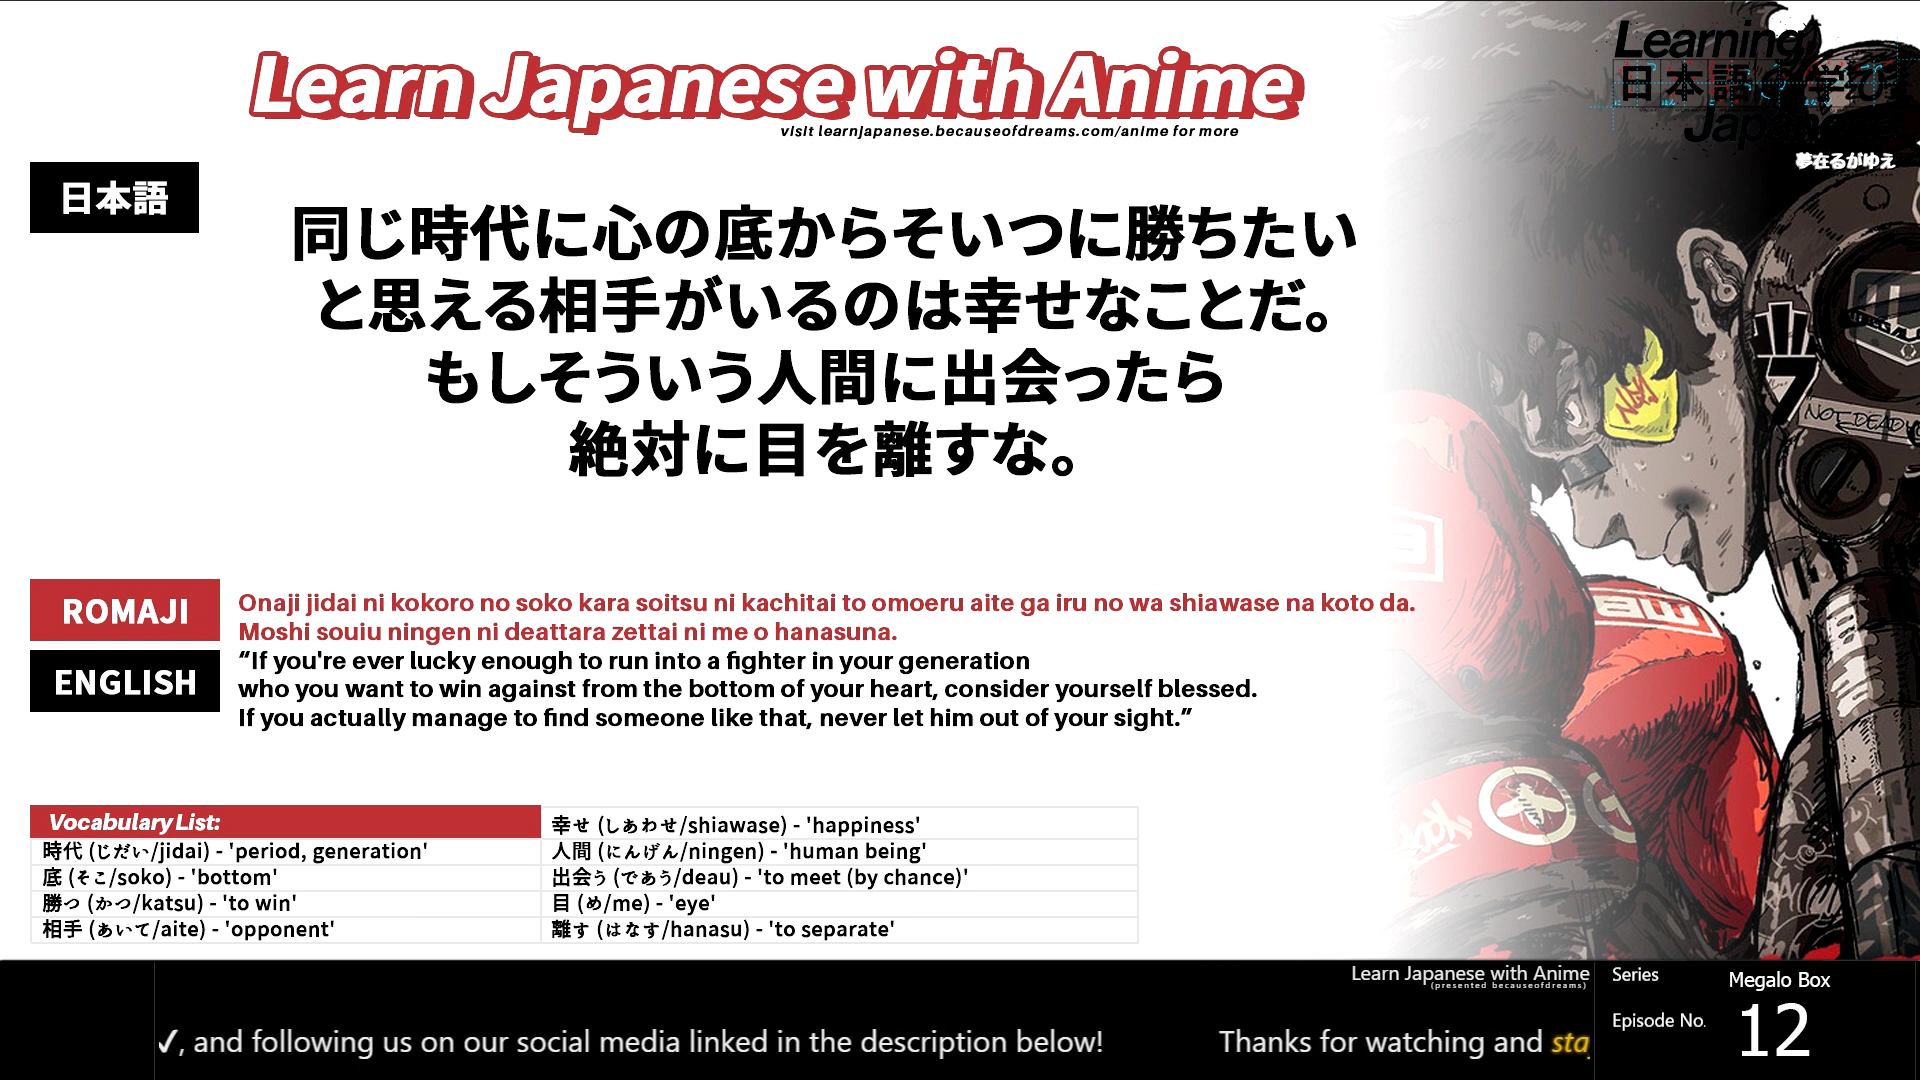 Learn Japanese with Anime
visit learnjapanese.becauseofdreams.com/anime for more
Learning
日本語
学び
夢在るがゆえ
日本語
同じ時代に心の底からそいつに勝ちたい
と思える相手がいるのは幸せなことだ。
もしそういう人間に出会ったら
絶対に目を離すな。
NOT DEAD
ROMAJI
Onaji jidai ni kokoro no soko kara soitsu ni kachitai to omoeru aite ga iru no wa shiawase na koto da.
Moshi souiu ningen ni deattara zettai ni me o hanasuna.
ENGLISH
“If you're ever lucky enough to run into a fighter in your generation
who you want to win against from the bottom of your heart, consider yourself blessed.
If you actually manage to find someone like that, never let him out of your sight.”
Vocabulary List:
時代 (じだい/jidai) - 'period, generation'
底 (そこ/soko) - 'bottom'
勝つ (かつ/katsu) - 'to win'
相手 (あいて/aite) - 'opponent'
幸せ (しあわせ/shiawase) - 'happiness'
人間 (にんげん/ningen) - 'human being'
出会う (であう/deau) - 'to meet (by chance)'
目 (め/me) - 'eye'
離す (はなす/hanasu) - 'to separate'
Learn Japanese with Anime
(presented becauseofdreams)
✓, and following us on our social media linked in the description below! Thanks for watching and sta
Series Megalo Box
Episode No. 12